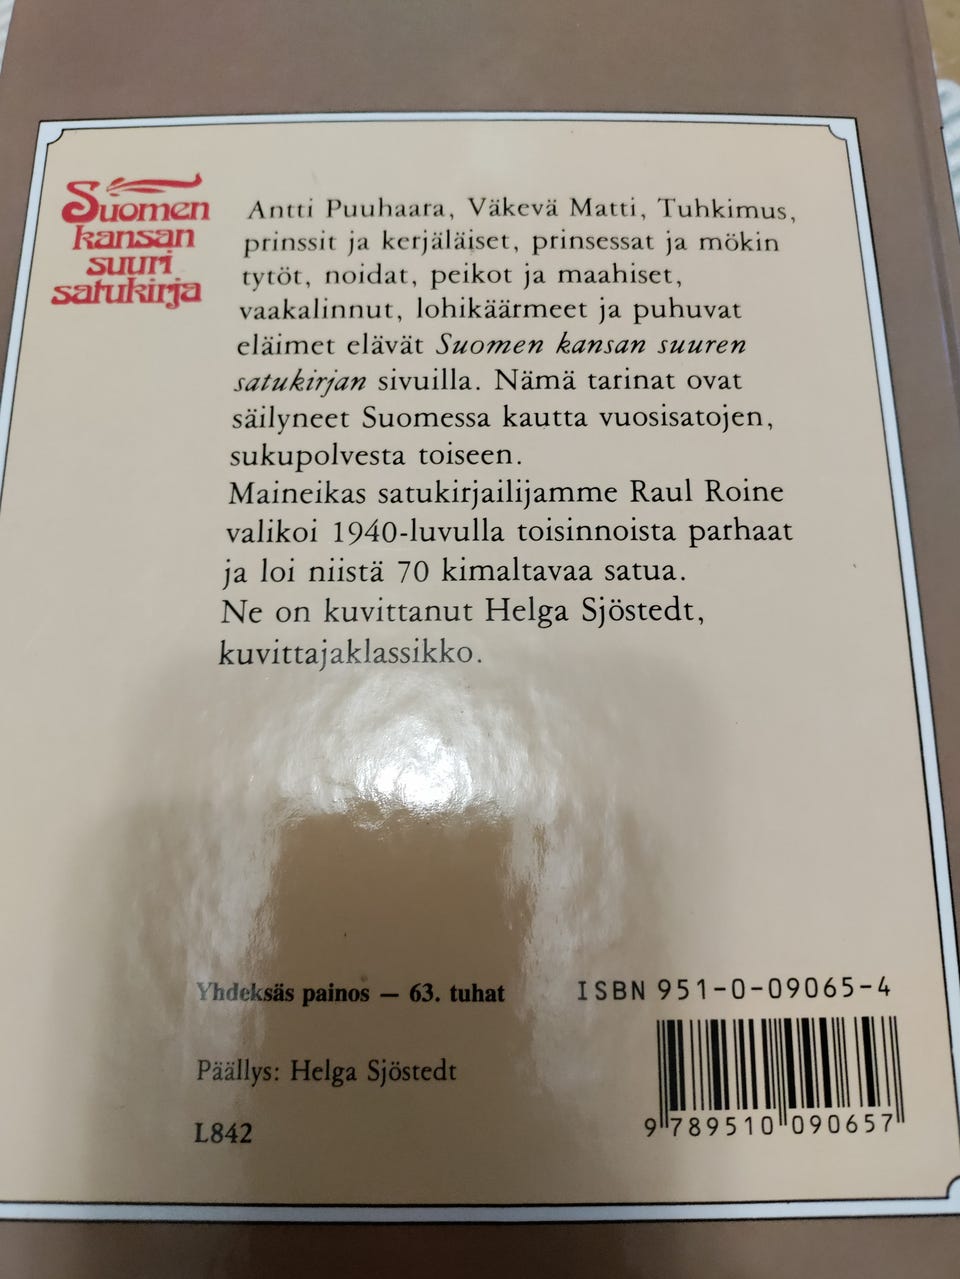 Suomen
kansan
suuri
satukirja
Antti Puuhaara, Väkevä Matti, Tuhkimus,
prinssit ja kerjäläiset, prinsessat ja mökin
tytöt, noidat, peikot ja maahiset,
vaakalinnut, lohikäärmeet ja puhuvat
eläimet elävät Suomen kansan suuren
satukirjan sivuilla. Nämä tarinat ovat
säilyneet Suomessa kautta vuosisatojen,
sukupolvesta toiseen.
Maineikas satukirjailijamme Raul Roine
valikoi 1940-luvulla toisinnoista parhaat
ja loi niistä 70 kimaltavaa satua.
Ne on kuvittanut Helga Sjöstedt,
kuvittajaklassikko.
Yhdeksäs painos — 63. tuhat
ISBN 951-0-09065-4
Päällys: Helga Sjöstedt
L842
9 789510 090657